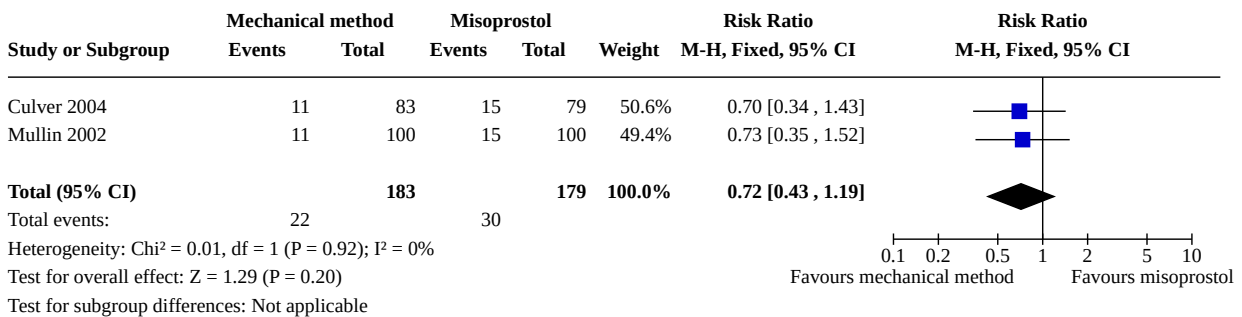 Mechanical method Misoprostol Risk Ratio Risk Ratio
Study or Subgroup Events Total Events Total Weight M-H, Fixed, 95% CI M-H, Fixed, 95% CI
Culver 2004 11 83 15 79 50.6% 0.70 [0.34 , 1.43]
Mullin 2002 11 100 15 100 49.4% 0.73 [0.35 , 1.52]
Total (95% CI) 183 179 100.0% 0.72 [0.43 , 1.19]
Total events: 22 30
Heterogeneity: Chi² = 0.01, df = 1 (P = 0.92); I² = 0%
Test for overall effect: Z = 1.29 (P = 0.20)
Test for subgroup differences: Not applicable
0.1 0.2 0.5 1 2 5 10
Favours mechanical method Favours misoprostol